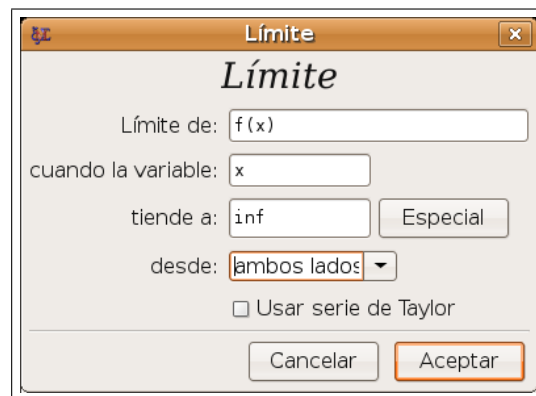 Límite
Límite
Límite de: f(x)
cuando la variable: x
tiende a: inf Especial
desde: ambos lados
Usar serie de Taylor
Cancelar Aceptar